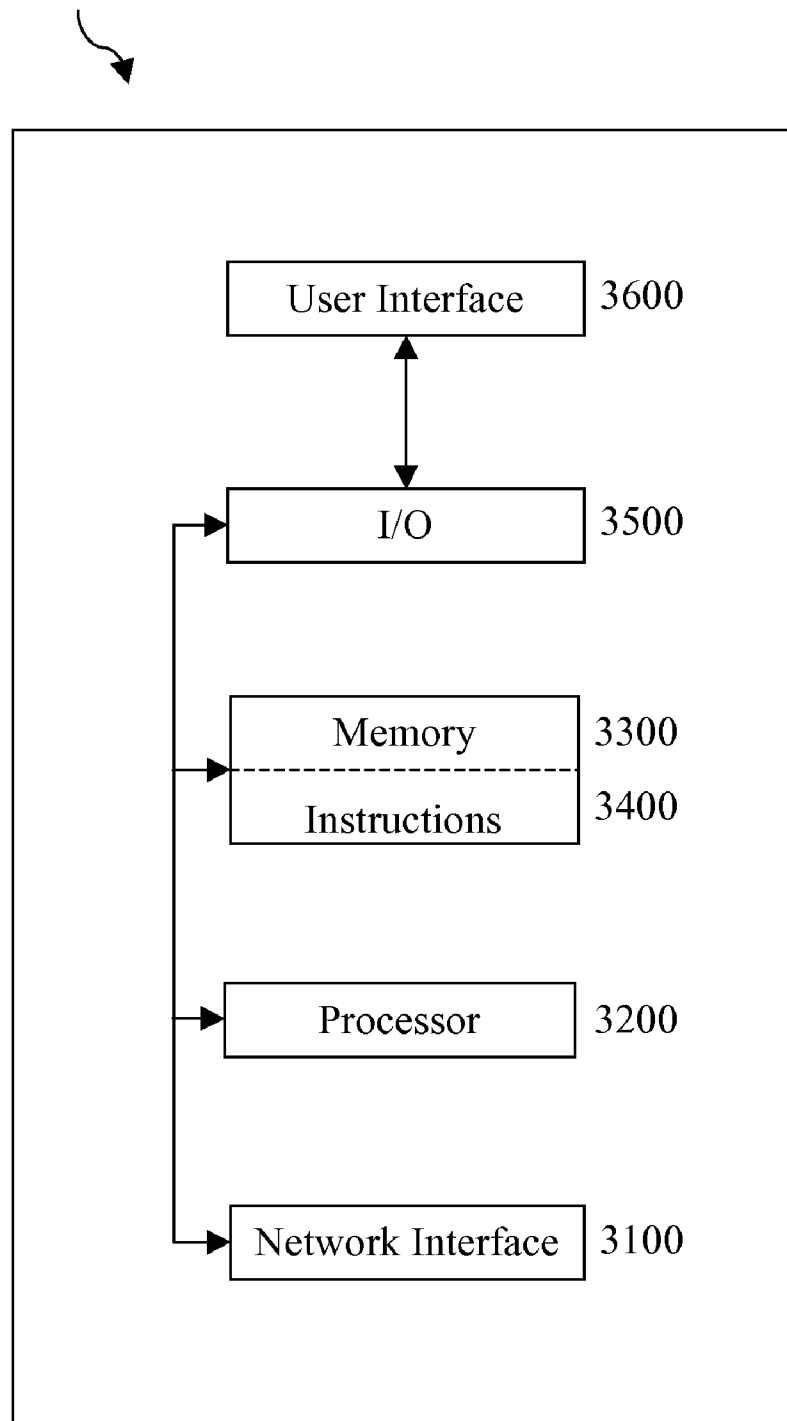 User Interface 3600
I/O 3500
Memory 3300
Instructions 3400
Processor 3200
Network Interface 3100